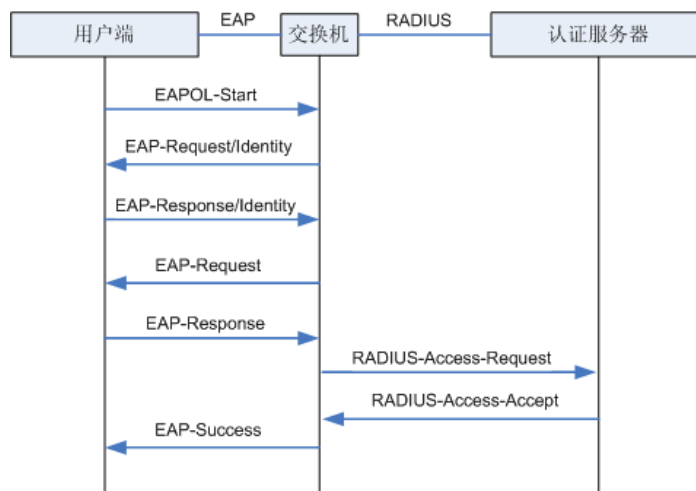 EAP
RADIUS
用户端
交换机
认证服务器
EAPOL-Start
EAP-Request/Identity
EAP-Response/Identity
EAP-Request
EAP-Response
RADIUS-Access-Request
RADIUS-Access-Accept
EAP-Success